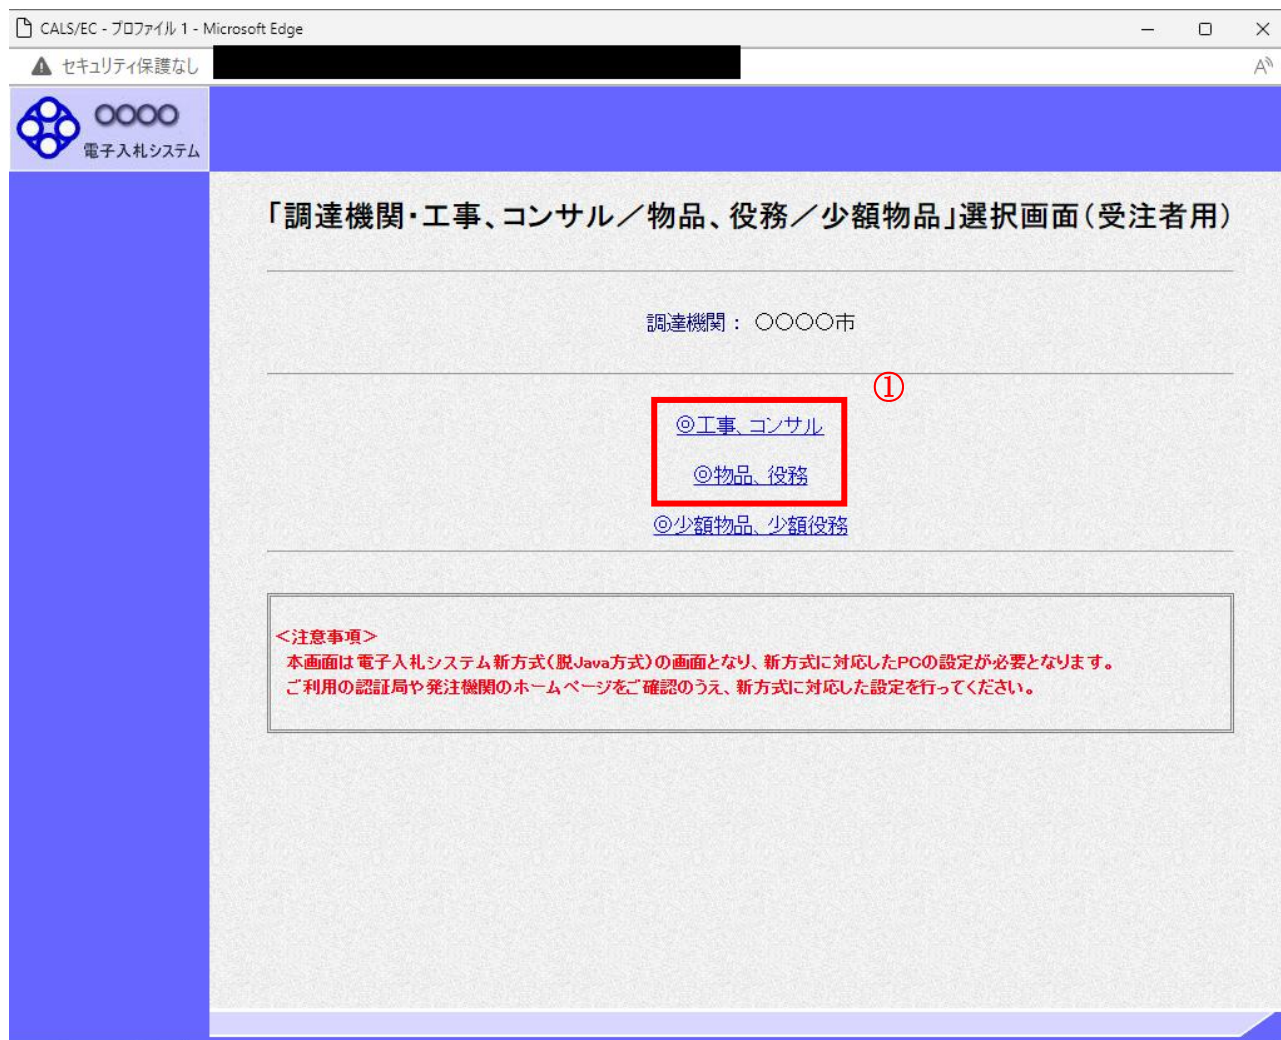 CALS/EC - プロファイル 1 - Microsoft Edge
セキュリティ保護なし
〇〇〇〇
電子入札システム
「調達機関・工事、コンサル／物品、役務／少額物品」選択画面(受注者用)
調達機関： 〇〇〇〇市
①
◎工事、コンサル
◎物品、役務
◎少額物品、少額役務
＜注意事項＞
本画面は電子入札システム新方式(脱Java方式)の画面となり、新方式に対応したPCの設定が必要となります。
ご利用の認証局や発注機関のホームページをご確認のうえ、新方式に対応した設定を行ってください。